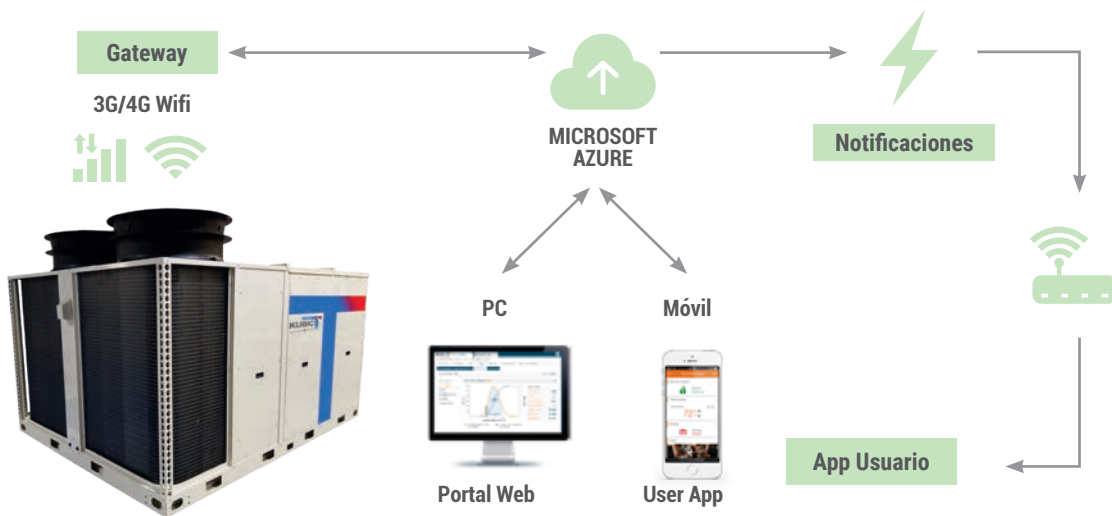 Gateway
3G/4G Wifi
MICROSOFT
AZURE
Notificaciones
KUBIC
PC
Móvil
Portal Web
User App
App Usuario